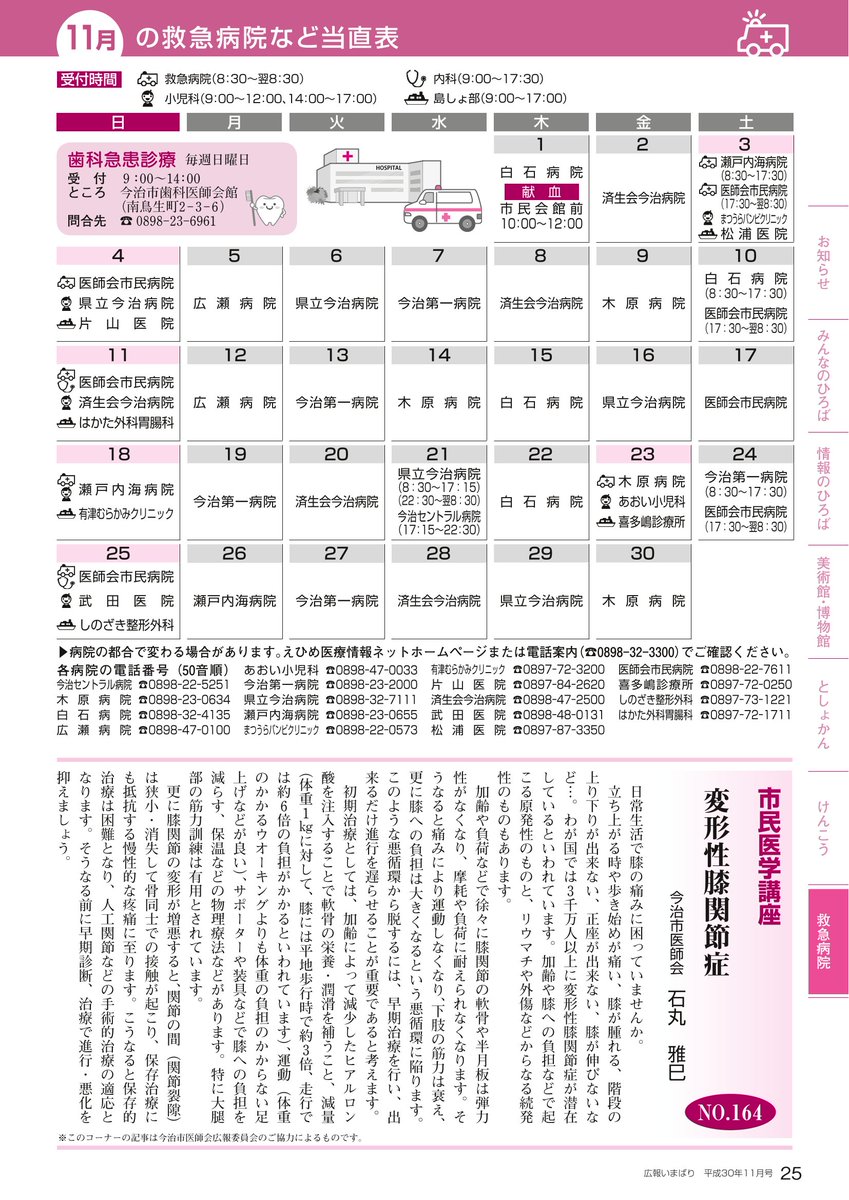 11月 の救急病院など当直表
受付時間 救急病院(8:30〜翌8:30) 内科(9:00〜17:30)
小児科(9:00〜12:00、14:00〜17:00) 島しょ部(9:00〜17:00)
日 月 火 水 木 金 土
歯科急患診療 毎週日曜日
受付 9:00〜14:00
ところ 今治市歯科医師会館
(南鳥生町2-3-6)
問合先 ☎0898-23-6961
HOSPITAL
1
白石病院
献血
市民会館前
10:00〜12:00
2
済生会今治病院
3
瀬戸内海病院
(8:30〜17:30)
医師会市民病院
(17:30〜翌8:30)
まつうらバンビクリニック
松浦医院
4
医師会市民病院
県立今治病院
片山医院
5
広瀬病院
6
県立今治病院
7
今治第一病院
8
済生会今治病院
9
木原病院
10
白石病院
(8:30〜17:30)
医師会市民病院
(17:30〜翌8:30)
11
医師会市民病院
済生会今治病院
はかた外科胃腸科
12
広瀬病院
13
今治第一病院
14
木原病院
15
白石病院
16
県立今治病院
17
医師会市民病院
18
瀬戸内海病院
有津むらかみクリニック
19
今治第一病院
20
済生会今治病院
21
県立今治病院
(8:30〜17:15)
(22:30〜翌8:30)
今治セントラル病院
(17:15〜22:30)
22
白石病院
23
木原病院
あおい小児科
喜多嶋診療所
24
今治第一病院
(8:30〜17:30)
医師会市民病院
(17:30〜翌8:30)
25
医師会市民病院
武田医院
しのざき整形外科
26
瀬戸内海病院
27
今治第一病院
28
済生会今治病院
29
県立今治病院
30
木原病院
▶病院の都合で変わる場合があります。えひめ医療情報ネットホームページまたは電話案内(☎0898-32-3300)でご確認ください。
各病院の電話番号(50音順) あおい小児科 ☎0898-47-0033 有津むらかみクリニック ☎0897-72-3200 医師会市民病院 ☎0898-22-7611
今治セントラル病院 ☎0898-22-5251 今治第一病院 ☎0898-23-2000 片山医院 ☎0897-84-2620 喜多嶋診療所 ☎0897-72-0250
木原病院 ☎0898-23-0634 県立今治病院 ☎0898-32-7111 済生会今治病院 ☎0898-47-2500 しのざき整形外科 ☎0897-73-1221
白石病院 ☎0898-32-4135 瀬戸内海病院 ☎0898-23-0655 武田医院 ☎0898-48-0131 はかた外科胃腸科 ☎0897-72-1711
広瀬病院 ☎0898-47-0100 まつうらバンビクリニック ☎0898-22-0573 松浦医院 ☎0897-87-3350
市民医学講座
変形性膝関節症
今治市医師会 石丸 雅巳
NO.164
日常生活で膝の痛みに困っていませんか。
立ち上がる時や歩き始めが痛い、膝が腫れる、階段の
上り下りが出来ない、正座が出来ない、膝が伸びないな
ど…。わが国では3千万人以上に変形性膝関節症が潜在
しているといわれています。加齢や膝への負担などで起
こる原発性のものと、リウマチや外傷などからなる続発
性のものもあります。
加齢や負荷などで徐々に膝関節の軟骨や半月板は弾力
性がなくなり、摩耗や負荷に耐えられなくなります。そ
うなると痛みにより運動しなくなり、下肢の筋力は衰え、
更に膝への負担は大きくなるという悪循環に陥ります。
このような悪循環から脱するには、早期治療を行い、出
来るだけ進行を遅らせることが重要であると考えます。
初期治療としては、加齢によって減少したヒアルロン
酸を注入することで軟骨の栄養・潤滑を補うこと、減量
(体重1kgに対して、膝には平地歩行時で約3倍、走行で
は約6倍の負担がかかるといわれています)、運動(体重
のかかるウオーキングよりも体重の負担のかからない足
上げなどが良い)、サポーターや装具などで膝への負担を
減らす、保温などの物理療法などがあります。特に大腿
部の筋力訓練は有用とされています。
更に膝関節の変形が増悪すると、関節の間(関節裂隙)
は狭小・消失して骨同士での接触が起こり、保存治療に
も抵抗する慢性的な疼痛に至ります。こうなると保存的
治療は困難となり、人工関節などの手術的治療の適応と
なります。そうなる前に早期診断、治療で進行・悪化を
抑えましょう。
※このコーナーの記事は今治市医師会広報委員会のご協力によるものです。
お知らせ
みんなのひろば
情報のひろば
美術館・博物館
としょかん
けんこう
救急病院
広報いまばり 平成30年11月号 25